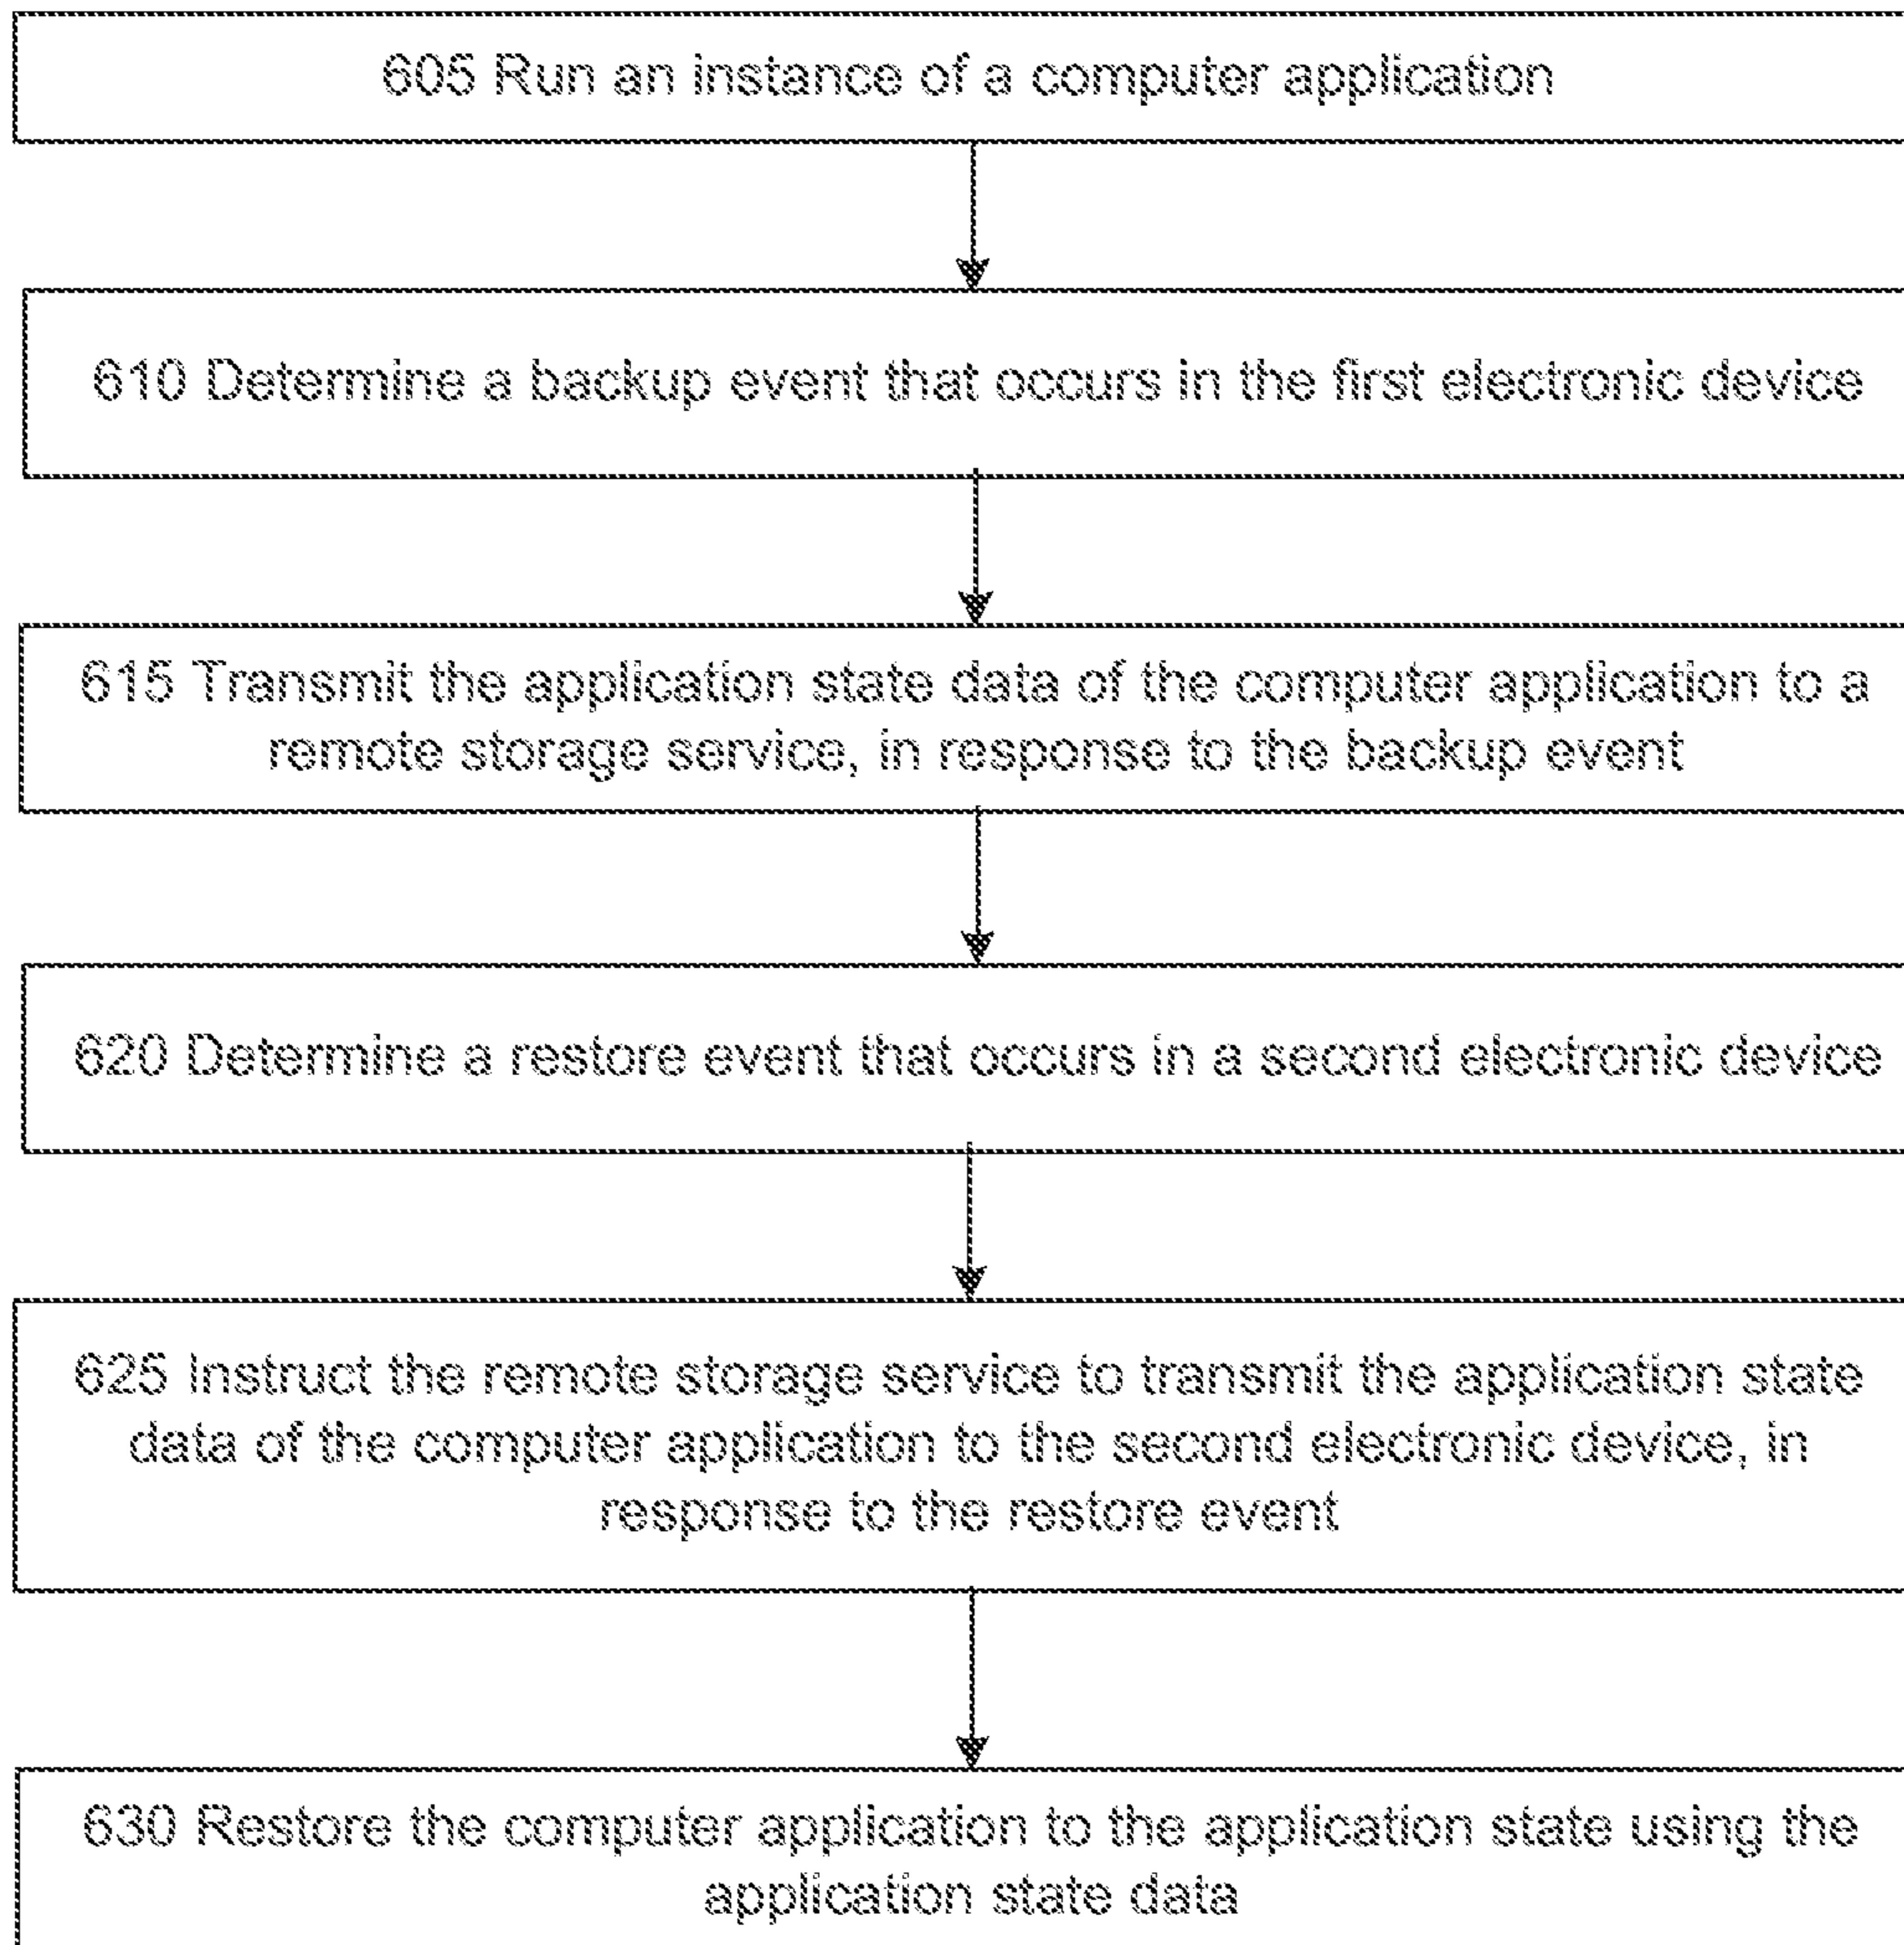 605 Run an instance of a computer application
610 Determine a backup event that occurs in the first electronic device
615 Transmit the application state data of the computer application to a
remote storage service, in response to the backup event
620 Determine a restore event that occurs in a second electronic device
625 Instruct the remote storage service to transmit the application state
data of the computer application to the second electronic device, in
response to the restore event
630 Restore the computer application to the application state using the
application state data